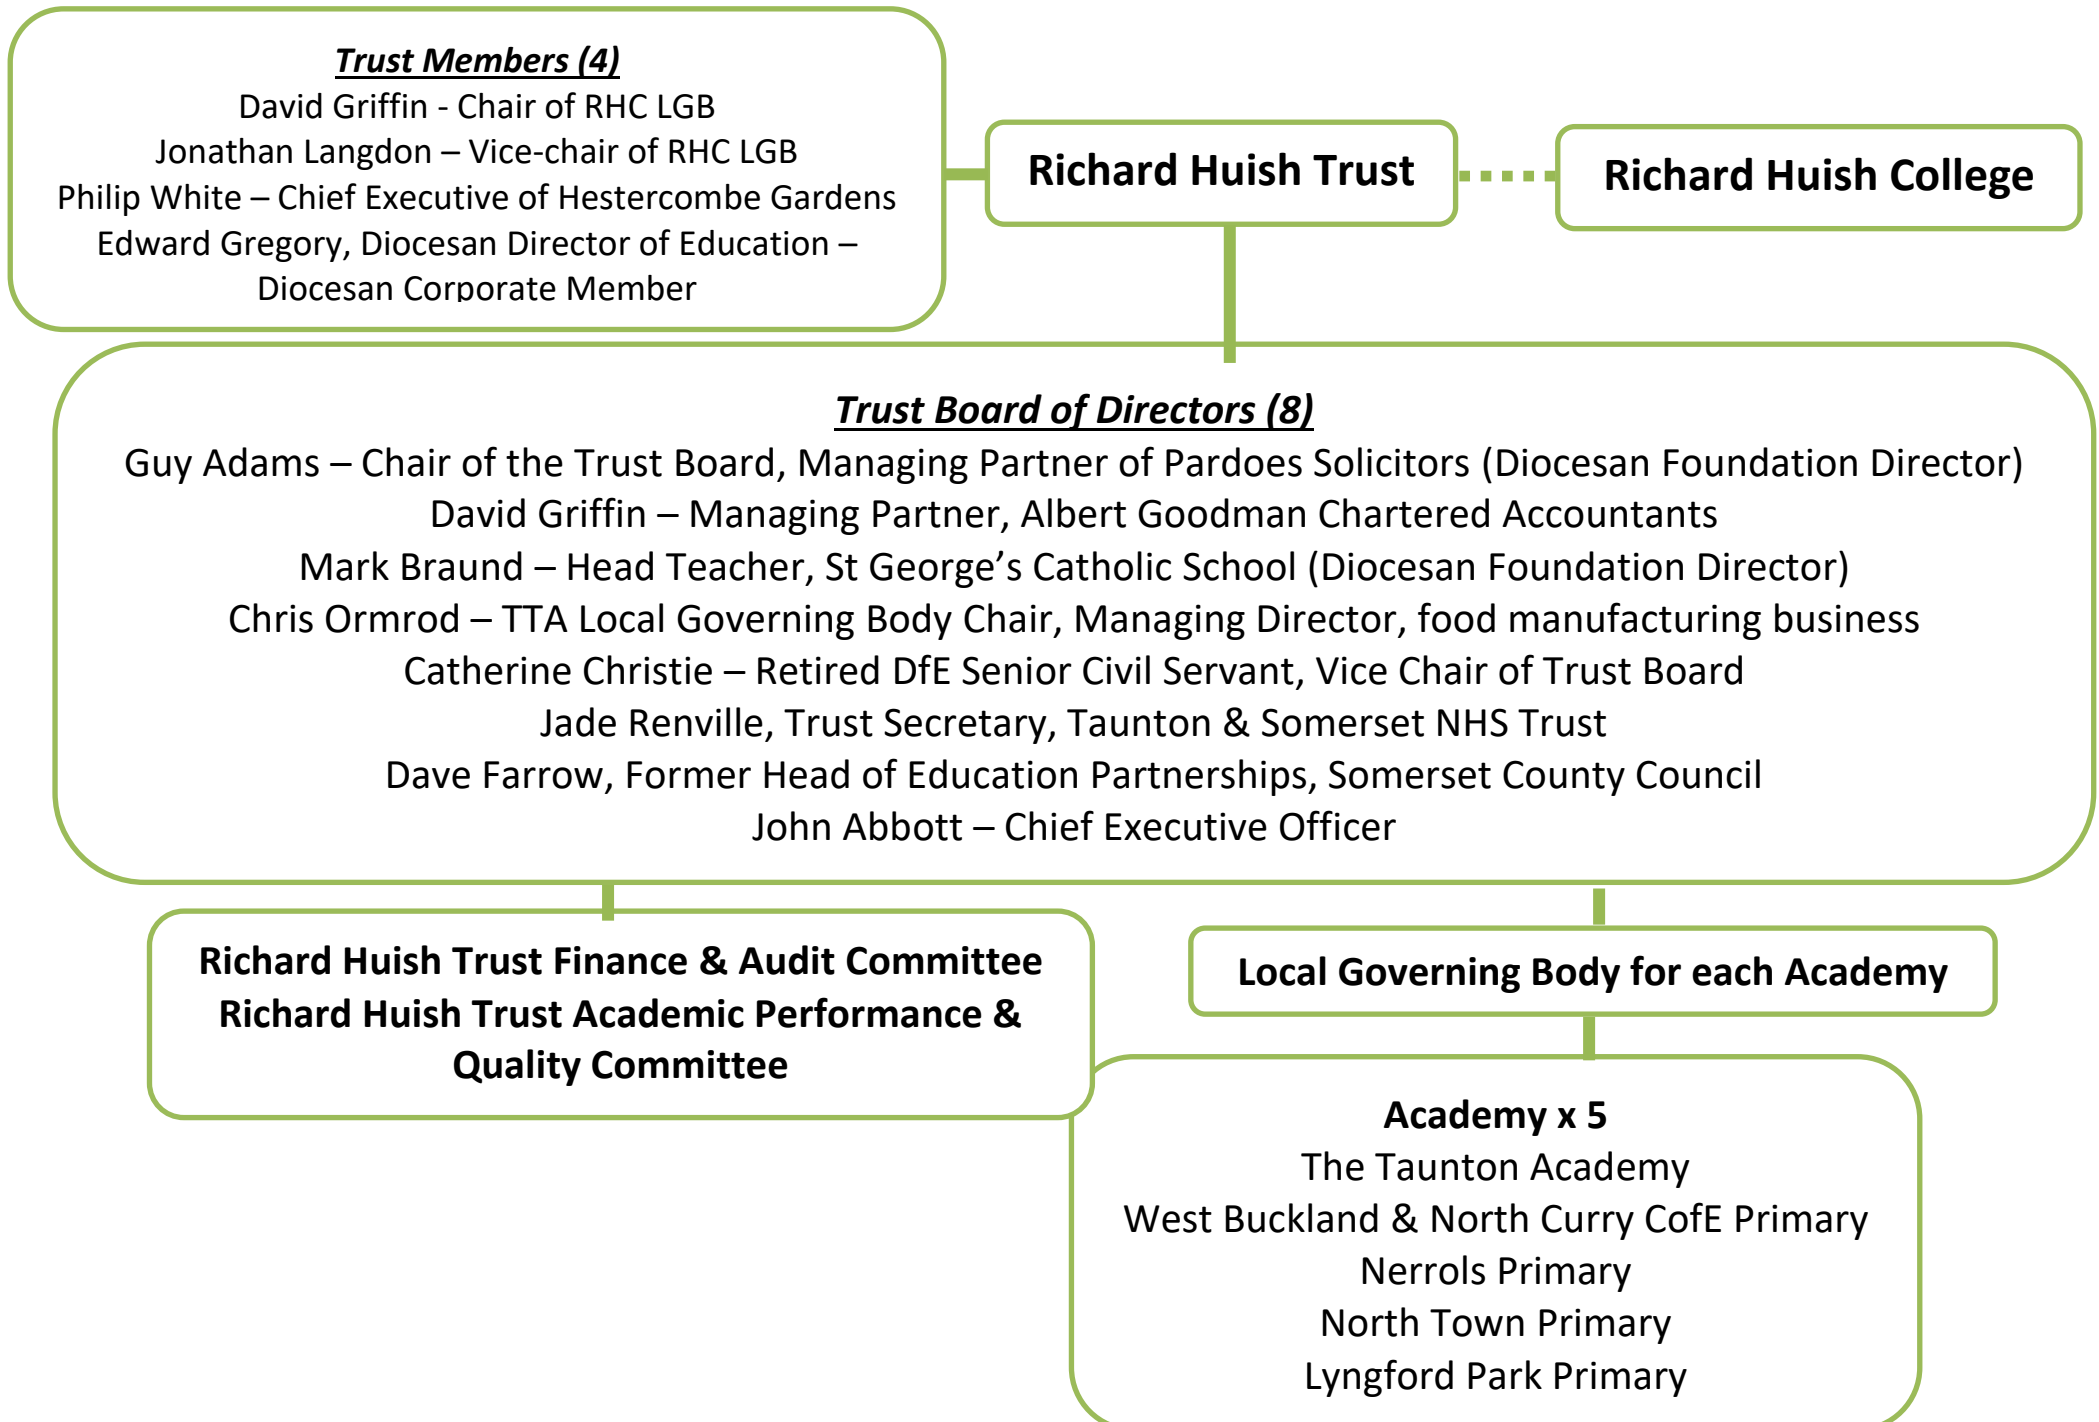 Trust Members (4)
David Griffin - Chair of RHC LGB
Jonathan Langdon – Vice-chair of RHC LGB
Philip White – Chief Executive of Hestercombe Gardens
Edward Gregory, Diocesan Director of Education –
Diocesan Corporate Member
Richard Huish Trust
Richard Huish College
Trust Board of Directors (8)
Guy Adams – Chair of the Trust Board, Managing Partner of Pardoes Solicitors (Diocesan Foundation Director)
David Griffin – Managing Partner, Albert Goodman Chartered Accountants
Mark Braund – Head Teacher, St George’s Catholic School (Diocesan Foundation Director)
Chris Ormrod – TTA Local Governing Body Chair, Managing Director, food manufacturing business
Catherine Christie – Retired DfE Senior Civil Servant, Vice Chair of Trust Board
Jade Renville, Trust Secretary, Taunton & Somerset NHS Trust
Dave Farrow, Former Head of Education Partnerships, Somerset County Council
John Abbott – Chief Executive Officer
Richard Huish Trust Finance & Audit Committee
Richard Huish Trust Academic Performance &
Quality Committee
Local Governing Body for each Academy
Academy x 5
The Taunton Academy
West Buckland & North Curry CofE Primary
Nerrols Primary
North Town Primary
Lyngford Park Primary